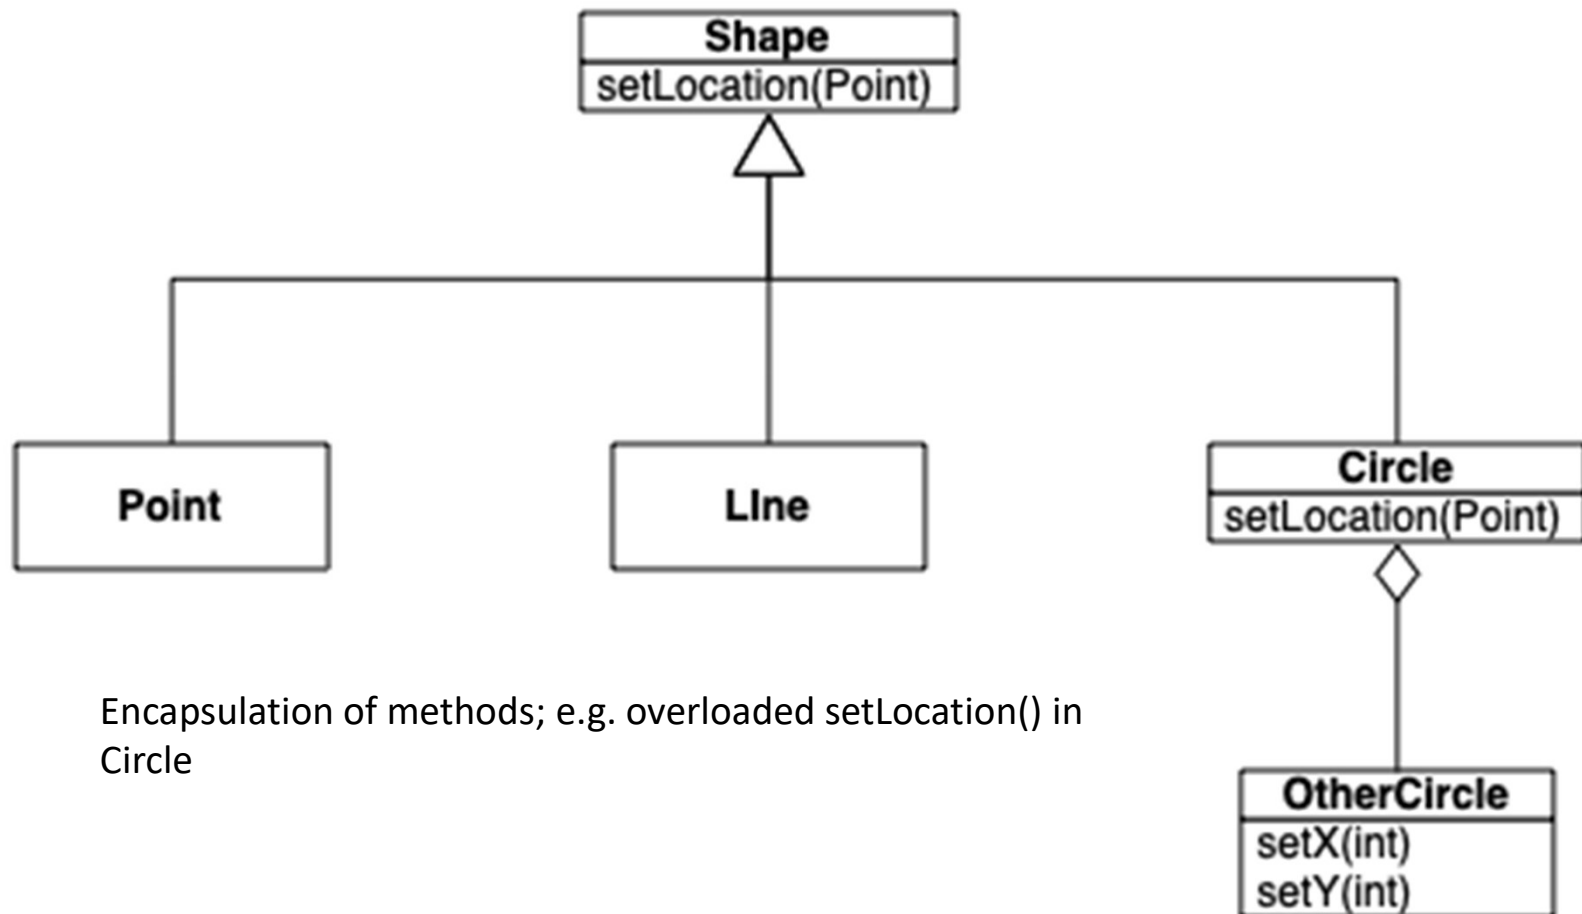 Shape
setLocation(Point)
Point
LIne
Circle
setLocation(Point)
Encapsulation of methods; e.g. overloaded setLocation() in
Circle
OtherCircle
setX(int)
setY(int)